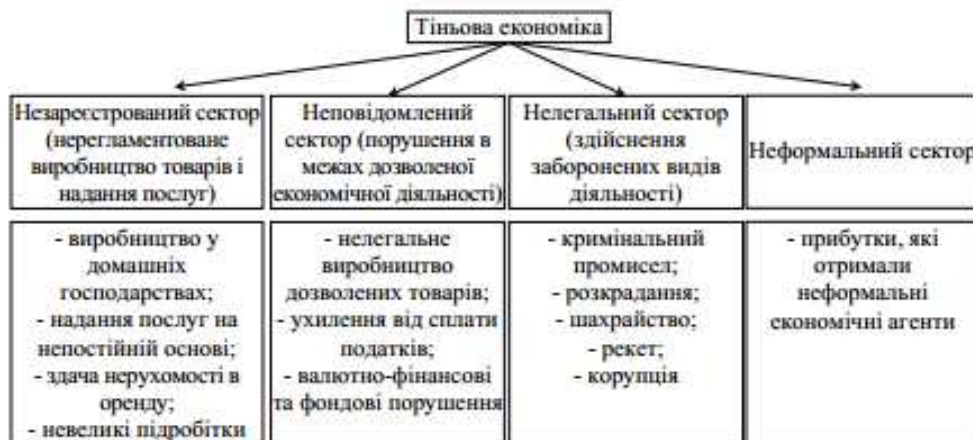 Тіньова економіка
Незареєстрований сектор
(нерегламентоване
виробництво товарів і
надання послуг)
Неповідомлений
сектор (порушення в
межах дозволеної
економічної діяльності)
Нелегальний сектор
(здійснення
заборонених видів
діяльності)
Неформальний сектор
- виробництво у
домашніх
господарствах;
- надання послуг на
непостійній основі;
- здача нерухомості в
оренду;
- невеликі підробітки
- нелегальне
виробництво
дозволених товарів;
- ухилення від сплати
податків;
- валютно-фінансові
та фондові порушення
- кримінальний
промисел;
- розкрадання;
- шахрайство;
- рекет;
- корупція
- прибутки, які
отримали
неформальні
економічні агенти